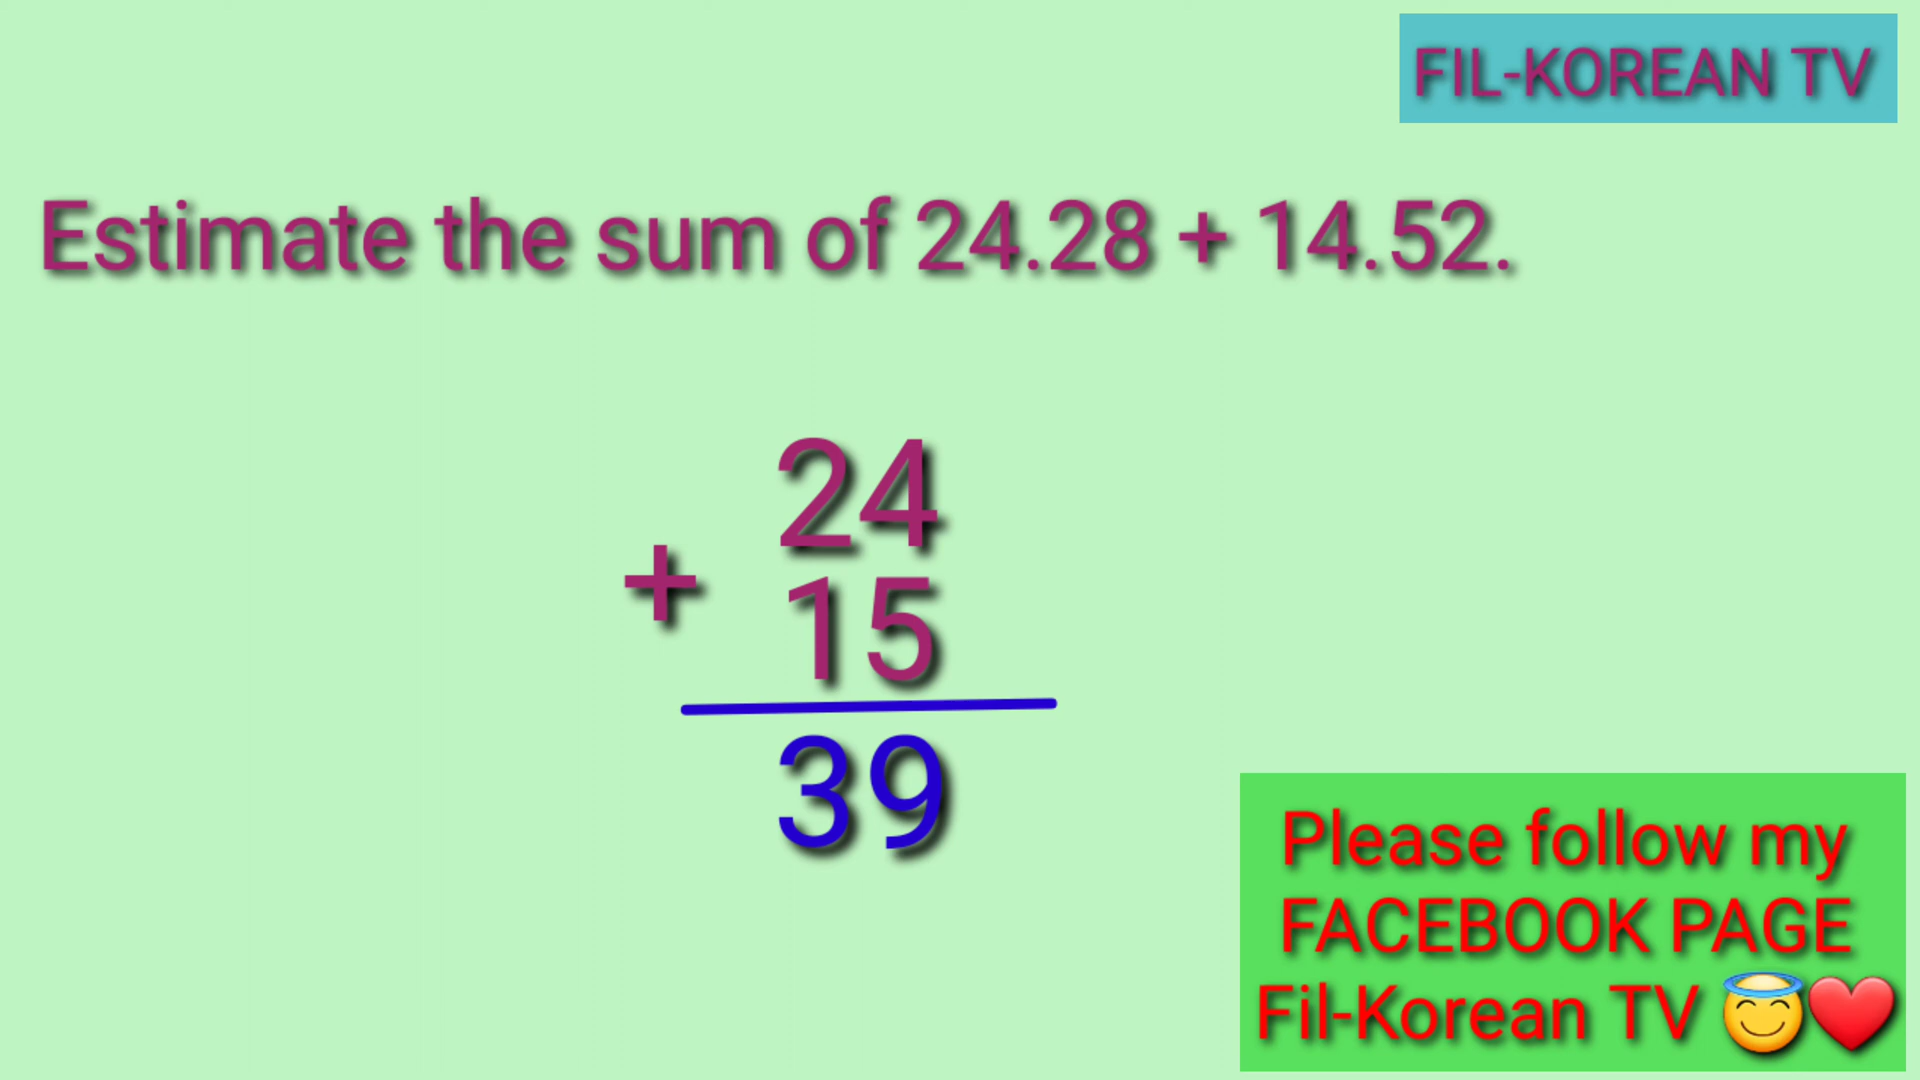 FIL-KOREAN TV
Estimate the sum of 24.28 + 14.52.
24
+ 15
39
Please follow my
FACEBOOK PAGE
Fil-Korean TV 😇❤️